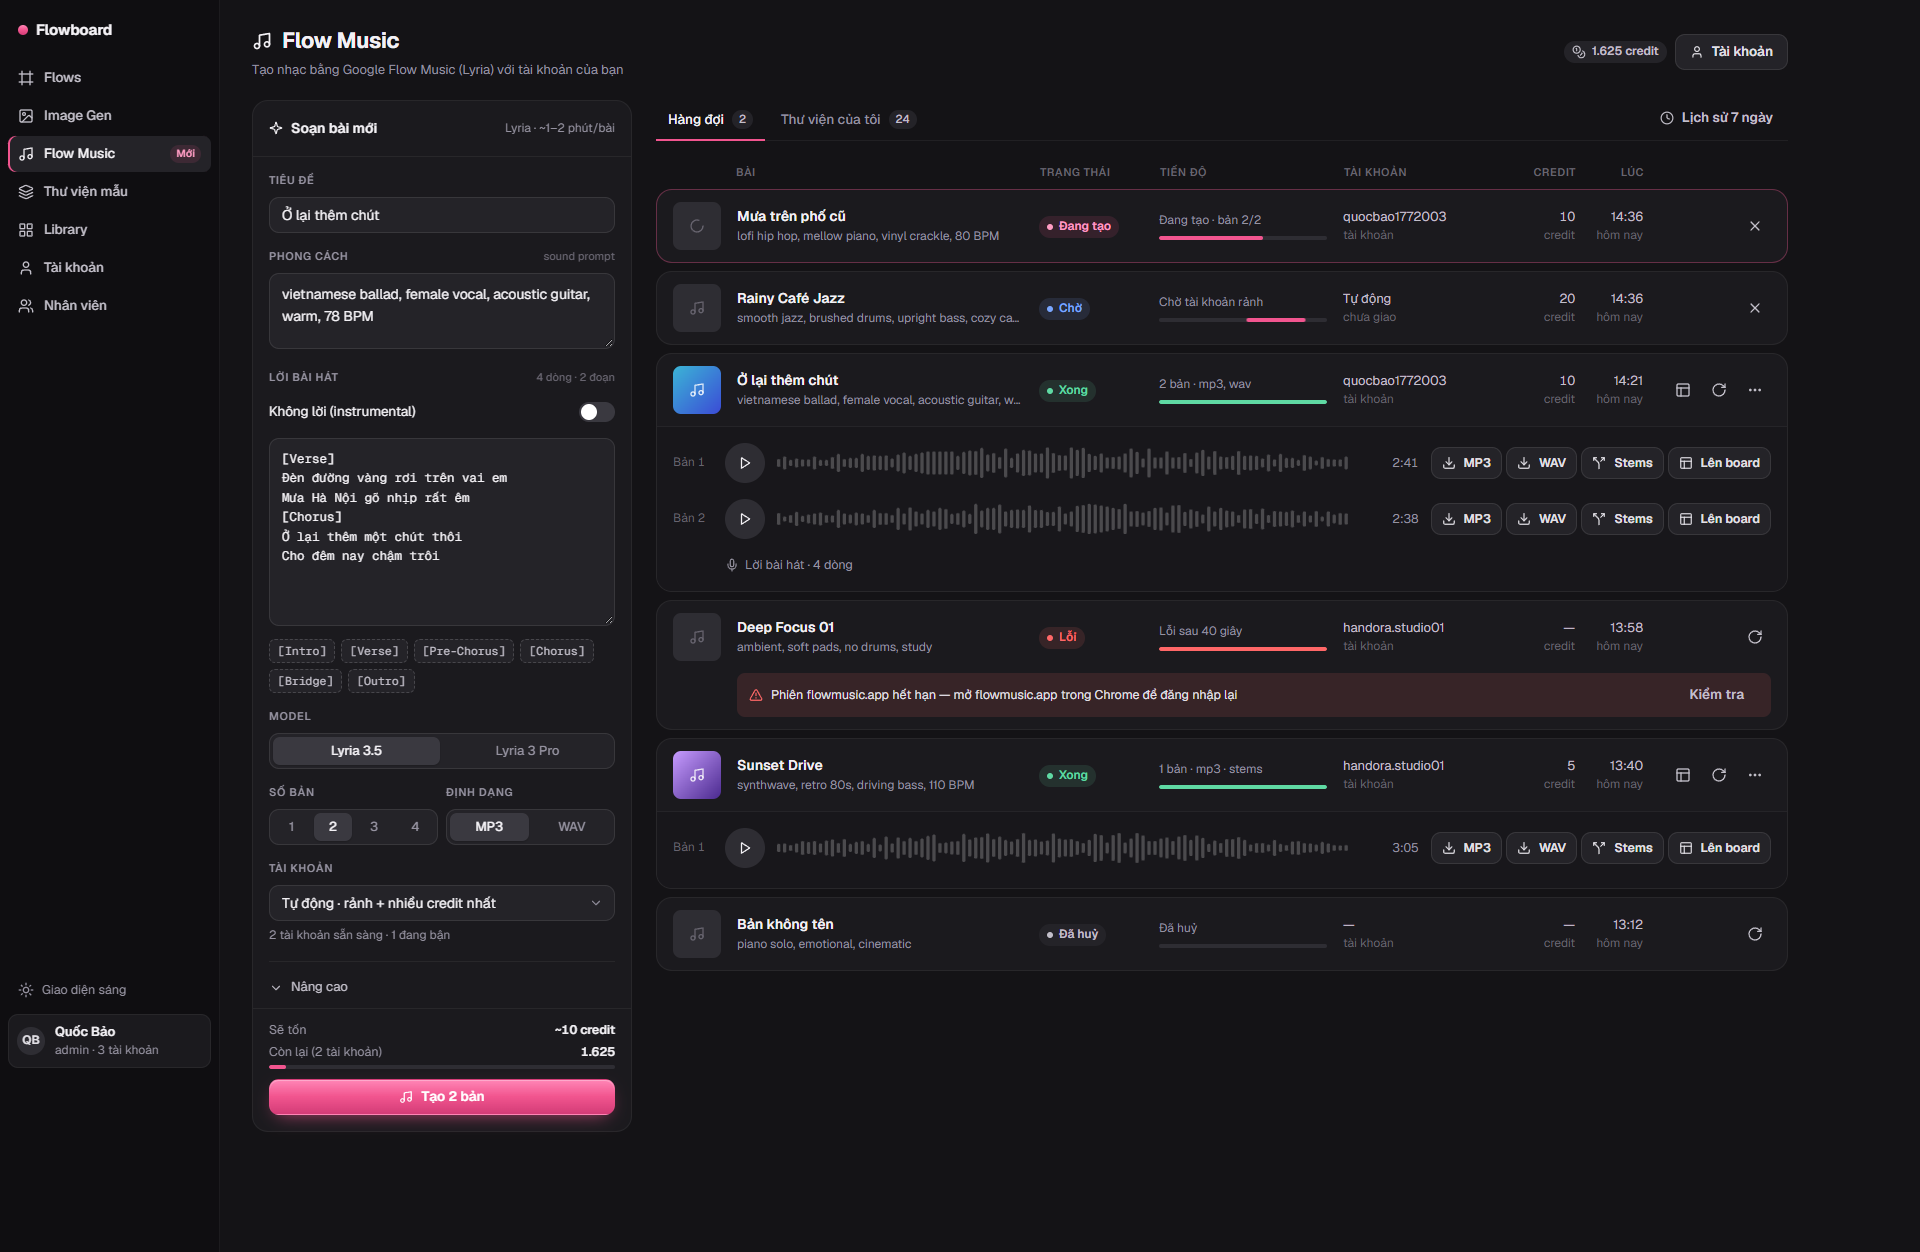 Flowboard
Flows
Image Gen
Flow Music Mới
Thư viện mẫu
Library
Tài khoản
Nhân viên
Giao diện sáng
QB
Quốc Bảo
admin · 3 tài khoản
Flow Music
Tạo nhạc bằng Google Flow Music (Lyria) với tài khoản của bạn
1.625 credit
Tài khoản
Soạn bài mới
Lyria · ~1–2 phút/bài
TIÊU ĐỀ
Ở lại thêm chút
PHONG CÁCH
sound prompt
vietnamese ballad, female vocal, acoustic guitar,
warm, 78 BPM
LỜI BÀI HÁT
4 dòng · 2 đoạn
Không lời (instrumental)
[Verse]
Đèn đường vàng rơi trên vai em
Mưa Hà Nội gõ nhịp rất êm
[Chorus]
Ở lại thêm một chút thôi
Cho đêm nay chậm trôi
[Intro] [Verse] [Pre-Chorus] [Chorus]
[Bridge] [Outro]
MODEL
Lyria 3.5 Lyria 3 Pro
SỐ BẢN
1 2 3 4
ĐỊNH DẠNG
MP3 WAV
TÀI KHOẢN
Tự động · rảnh + nhiều credit nhất
2 tài khoản sẵn sàng · 1 đang bận
Nâng cao
Sẽ tốn ~10 credit
Còn lại (2 tài khoản) 1.625
Tạo 2 bản
Hàng đợi 2
Thư viện của tôi 24
Lịch sử 7 ngày
BÀI TRẠNG THÁI TIẾN ĐỘ TÀI KHOẢN CREDIT LÚC
Mưa trên phố cũ
lofi hip hop, mellow piano, vinyl crackle, 80 BPM
Đang tạo
Đang tạo · bản 2/2
quocbao1772003
tài khoản
10
credit
14:36
hôm nay
Rainy Café Jazz
smooth jazz, brushed drums, upright bass, cozy ca...
Chờ
Chờ tài khoản rảnh
Tự động
chưa giao
20
credit
14:36
hôm nay
Ở lại thêm chút
vietnamese ballad, female vocal, acoustic guitar, w...
Xong
2 bản · mp3, wav
quocbao1772003
tài khoản
10
credit
14:21
hôm nay
Bản 1 2:41 MP3 WAV Stems Lên board
Bản 2 2:38 MP3 WAV Stems Lên board
Lời bài hát · 4 dòng
Deep Focus 01
ambient, soft pads, no drums, study
Lỗi
Lỗi sau 40 giây
handora.studio01
tài khoản
—
credit
13:58
hôm nay
Phiên flowmusic.app hết hạn — mở flowmusic.app trong Chrome để đăng nhập lại
Kiểm tra
Sunset Drive
synthwave, retro 80s, driving bass, 110 BPM
Xong
1 bản · mp3 · stems
handora.studio01
tài khoản
5
credit
13:40
hôm nay
Bản 1 3:05 MP3 WAV Stems Lên board
Bản không tên
piano solo, emotional, cinematic
Đã huỷ
Đã huỷ
—
tài khoản
—
credit
13:12
hôm nay